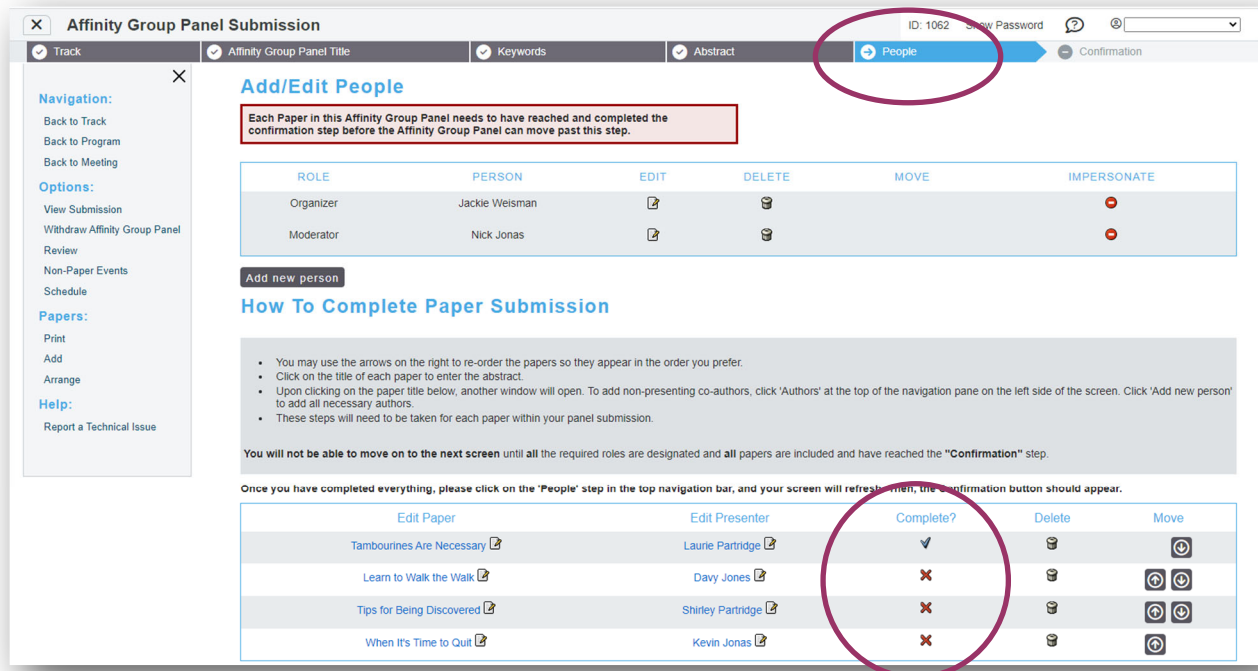 Affinity Group Panel Submission
ID: 1062 Show Password
Track
Affinity Group Panel Title
Keywords
Abstract
People
Confirmation
Navigation:
Back to Track
Back to Program
Back to Meeting
Options:
View Submission
Withdraw Affinity Group Panel
Review
Non-Paper Events
Schedule
Papers:
Print
Add
Arrange
Help:
Report a Technical Issue
Add/Edit People
Each Paper in this Affinity Group Panel needs to have reached and completed the
confirmation step before the Affinity Group Panel can move past this step.
ROLE PERSON EDIT DELETE MOVE IMPERSONATE
Organizer Jackie Weisman
Moderator Nick Jonas
Add new person
How To Complete Paper Submission
• You may use the arrows on the right to re-order the papers so they appear in the order you prefer.
• Click on the title of each paper to enter the abstract.
• Upon clicking on the paper title below, another window will open. To add non-presenting co-authors, click 'Authors' at the top of the navigation pane on the left side of the screen. Click 'Add new person'
to add all necessary authors.
• These steps will need to be taken for each paper within your panel submission.
You will not be able to move on to the next screen until all the required roles are designated and all papers are included and have reached the "Confirmation" step.
Once you have completed everything, please click on the 'People' step in the top navigation bar, and your screen will refresh. Then, the Confirmation button should appear.
Edit Paper Edit Presenter Complete? Delete Move
Tambourines Are Necessary Laurie Partridge
Learn to Walk the Walk Davy Jones
Tips for Being Discovered Shirley Partridge
When It's Time to Quit Kevin Jonas